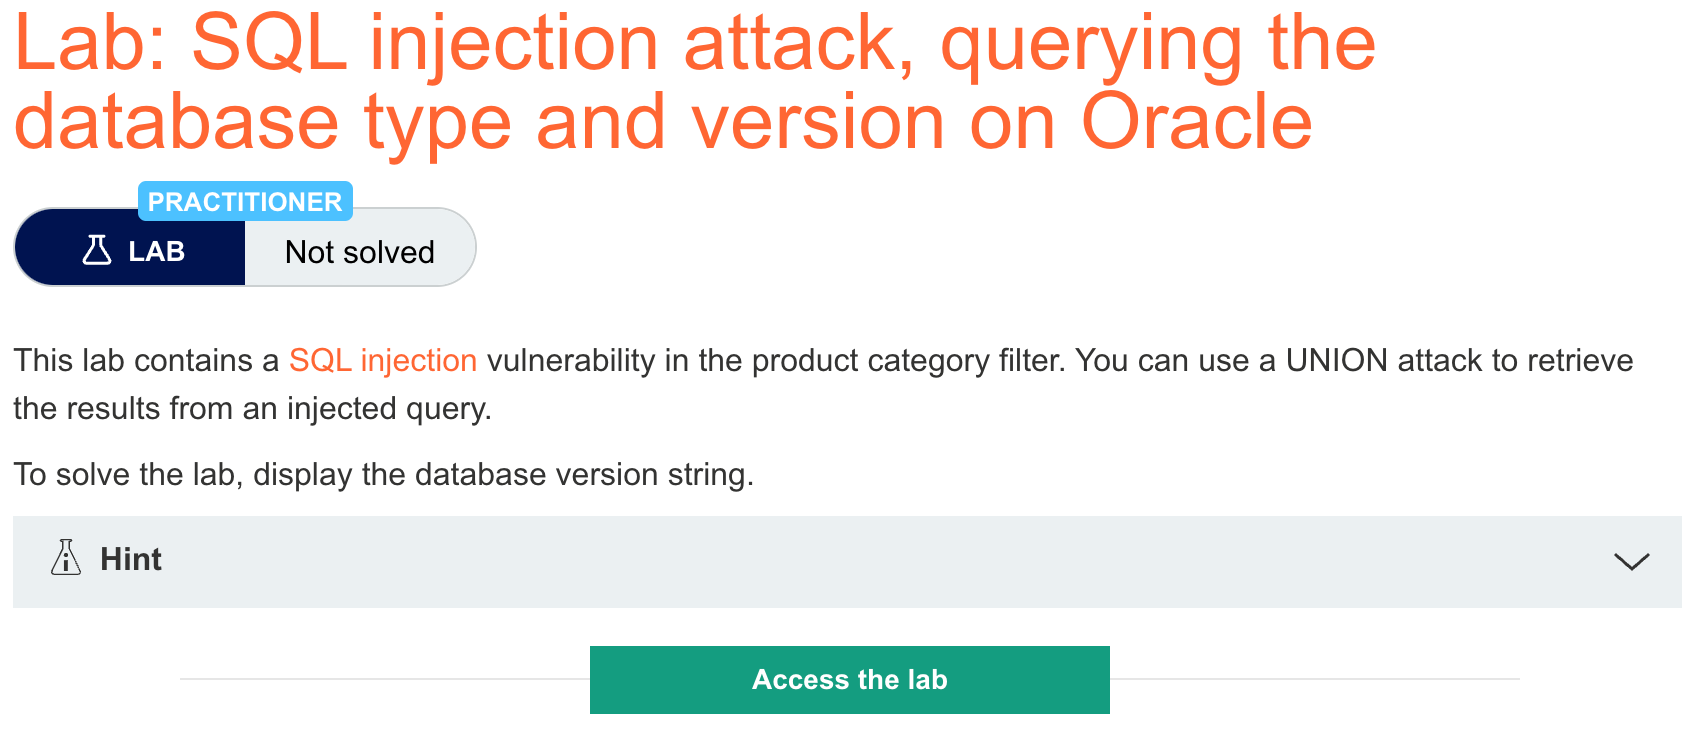 Lab: SQL injection attack, querying the
database type and version on Oracle
PRACTITIONER
LAB Not solved
This lab contains a SQL injection vulnerability in the product category filter. You can use a UNION attack to retrieve
the results from an injected query.
To solve the lab, display the database version string.
Hint
Access the lab